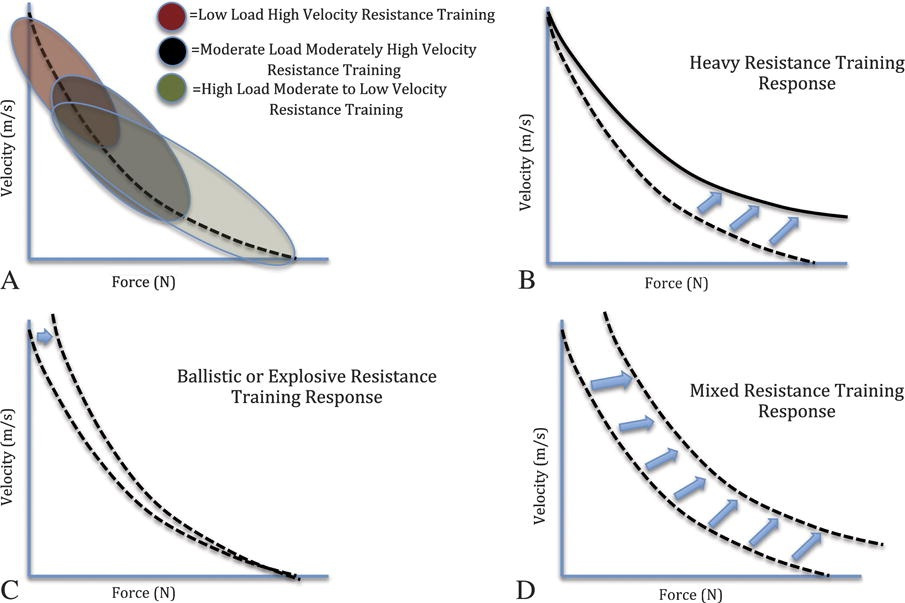 =Low Load High Velocity Resistance Training
=Moderate Load Moderately High Velocity
Resistance Training
=High Load Moderate to Low Velocity
Resistance Training
Velocity (m/s)
Force (N)
A
Heavy Resistance Training
Response
Velocity (m/s)
Force (N)
B
Ballistic or Explosive Resistance
Training Response
Velocity (m/s)
Force (N)
C
Mixed Resistance Training
Response
Velocity (m/s)
Force (N)
D